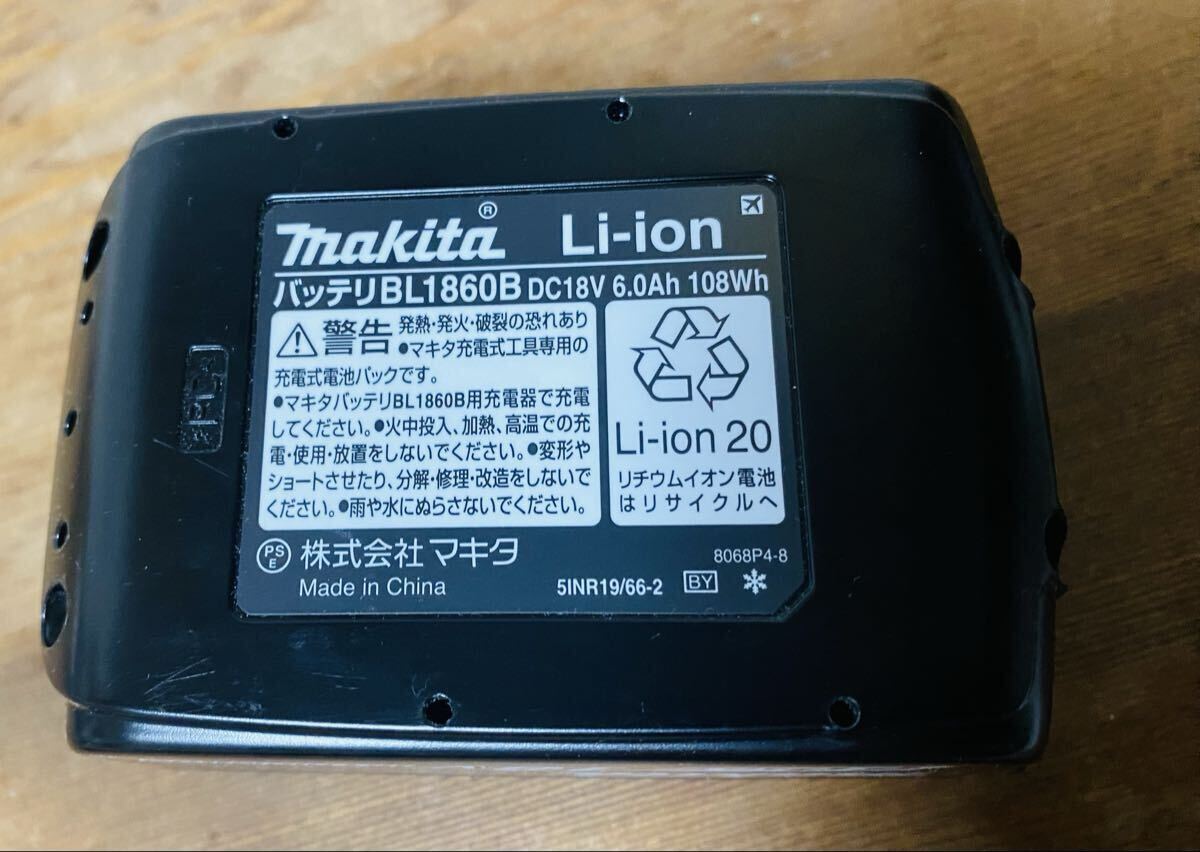 makita® Li-ion
バッテリBL1860B DC18V 6.0Ah 108Wh
警告 発熱・発火・破裂の恐れあり
●マキタ充電式工具専用の
充電式電池パックです。
●マキタバッテリBL1860B用充電器で充電
してください。●火中投入、加熱、高温での充
電・使用・放置をしないでください。●変形や
ショートさせたり、分解・修理・改造をしないで
ください。●雨や水にぬらさないでください。
Li-ion 20
リチウムイオン電池
はリサイクルへ
PS
E
株式会社 マキタ
8068P4-8
Made in China
5INR19/66-2 BY